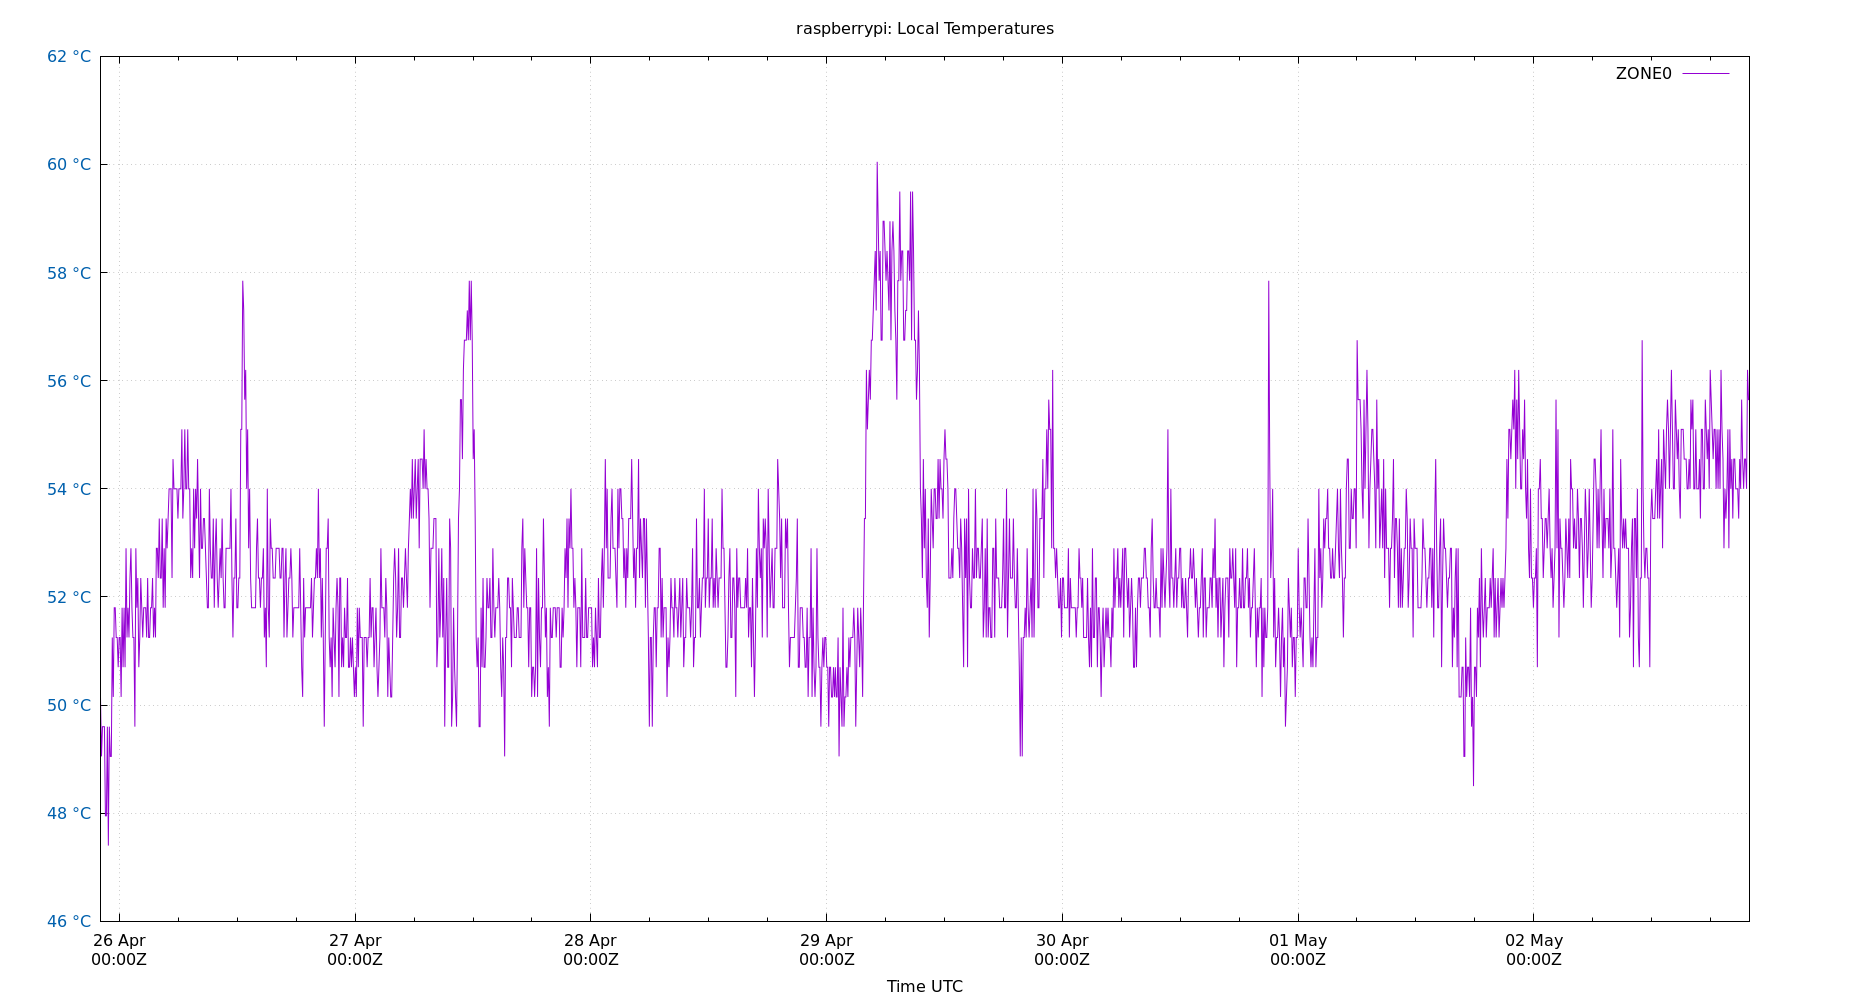 raspberrypi: Local Temperatures
62 °C
ZONE0
60 °C
58 °C
56 °C
54 °C
52 °C
50 °C
48 °C
46 °C
26 Apr 27 Apr 28 Apr 29 Apr 30 Apr 01 May 02 May
00:00Z 00:00Z 00:00Z 00:00Z 00:00Z 00:00Z 00:00Z
Time UTC